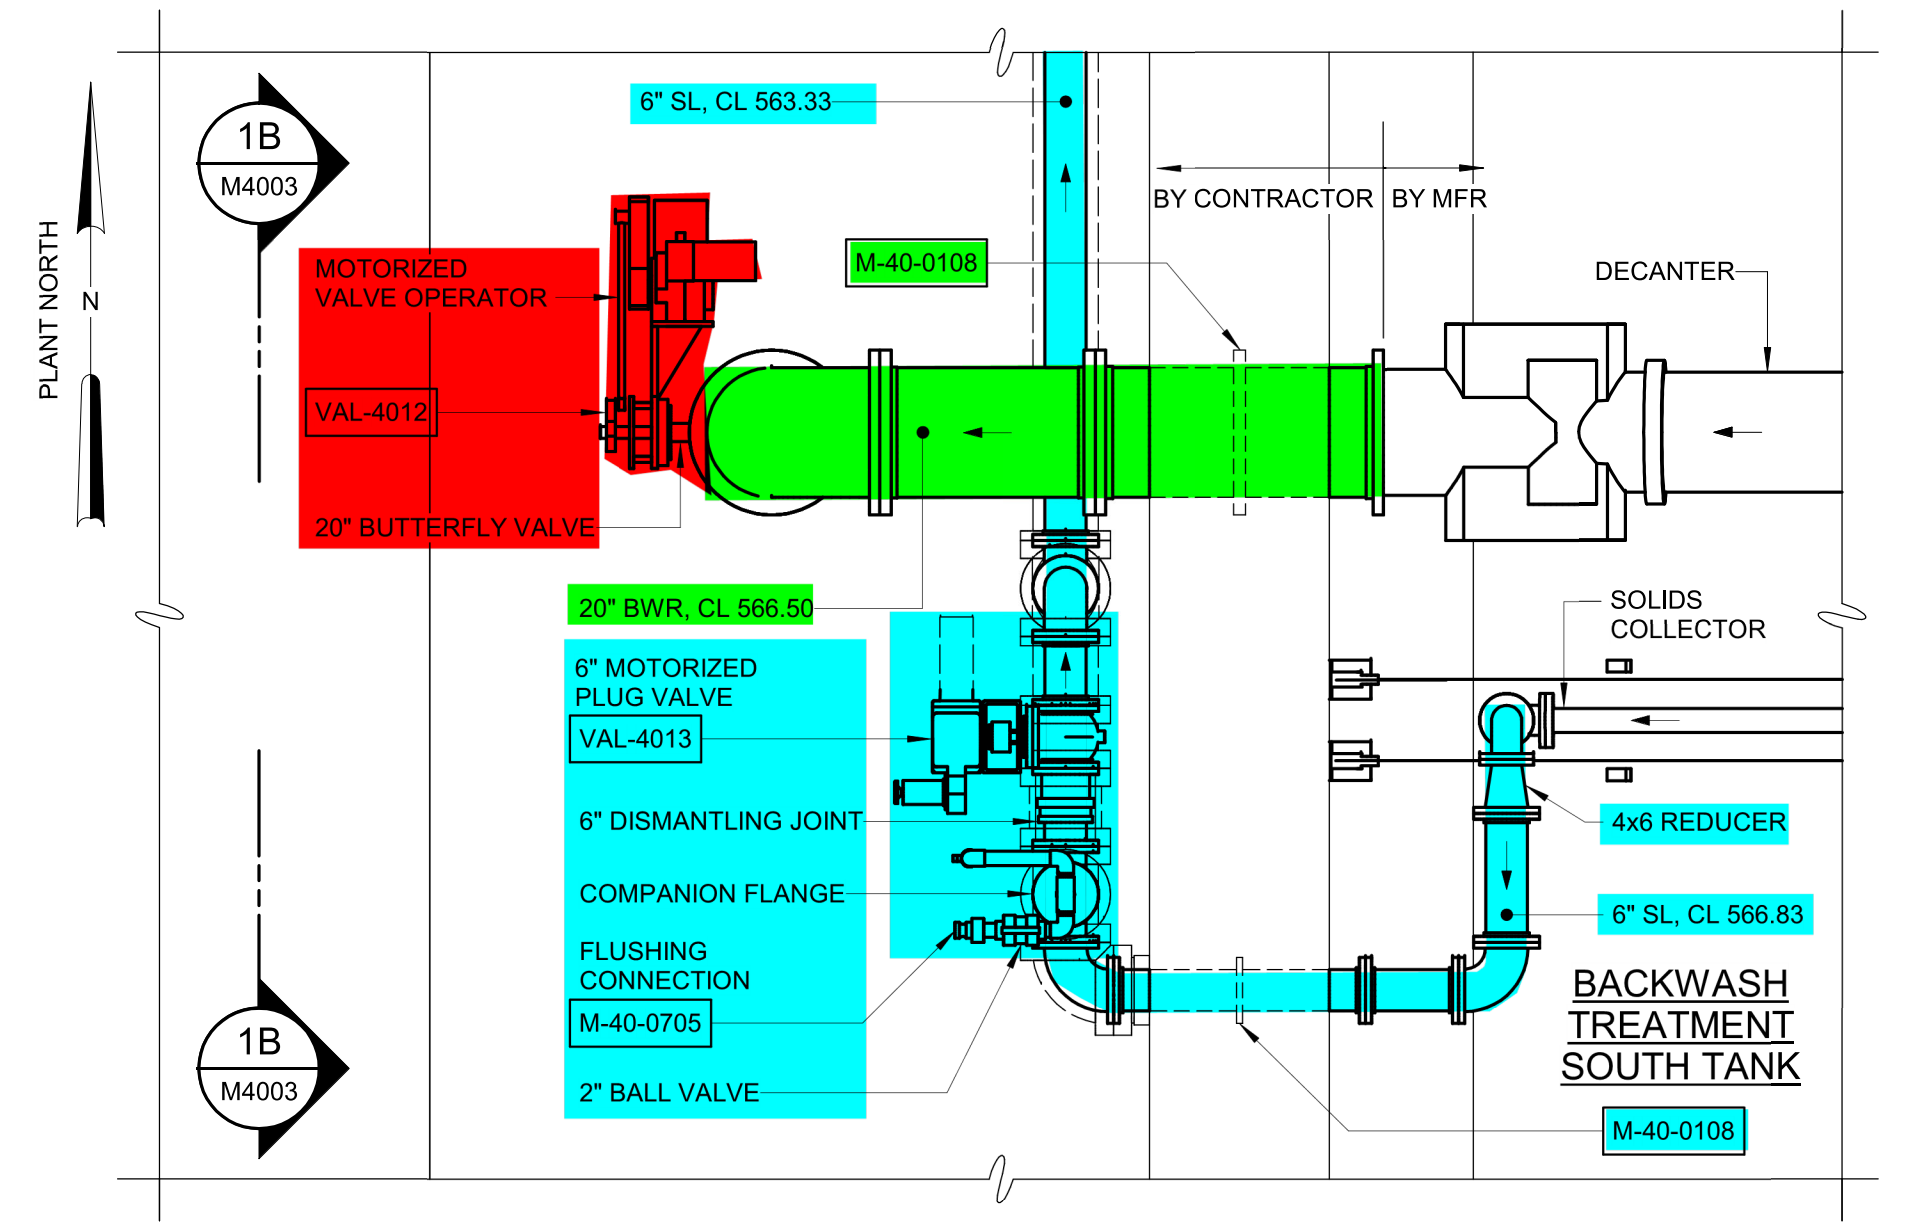 6" SL, CL 563.33
1B
M4003
BY CONTRACTOR
BY MFR
PLANT NORTH
N
MOTORIZED
VALVE OPERATOR
M-40-0108
DECANTER
VAL-4012
20" BUTTERFLY VALVE
20" BWR, CL 566.50
SOLIDS
COLLECTOR
6" MOTORIZED
PLUG VALVE
VAL-4013
6" DISMANTLING JOINT
4x6 REDUCER
COMPANION FLANGE
6" SL, CL 566.83
FLUSHING
CONNECTION
M-40-0705
BACKWASH
TREATMENT
SOUTH TANK
1B
M4003
2" BALL VALVE
M-40-0108